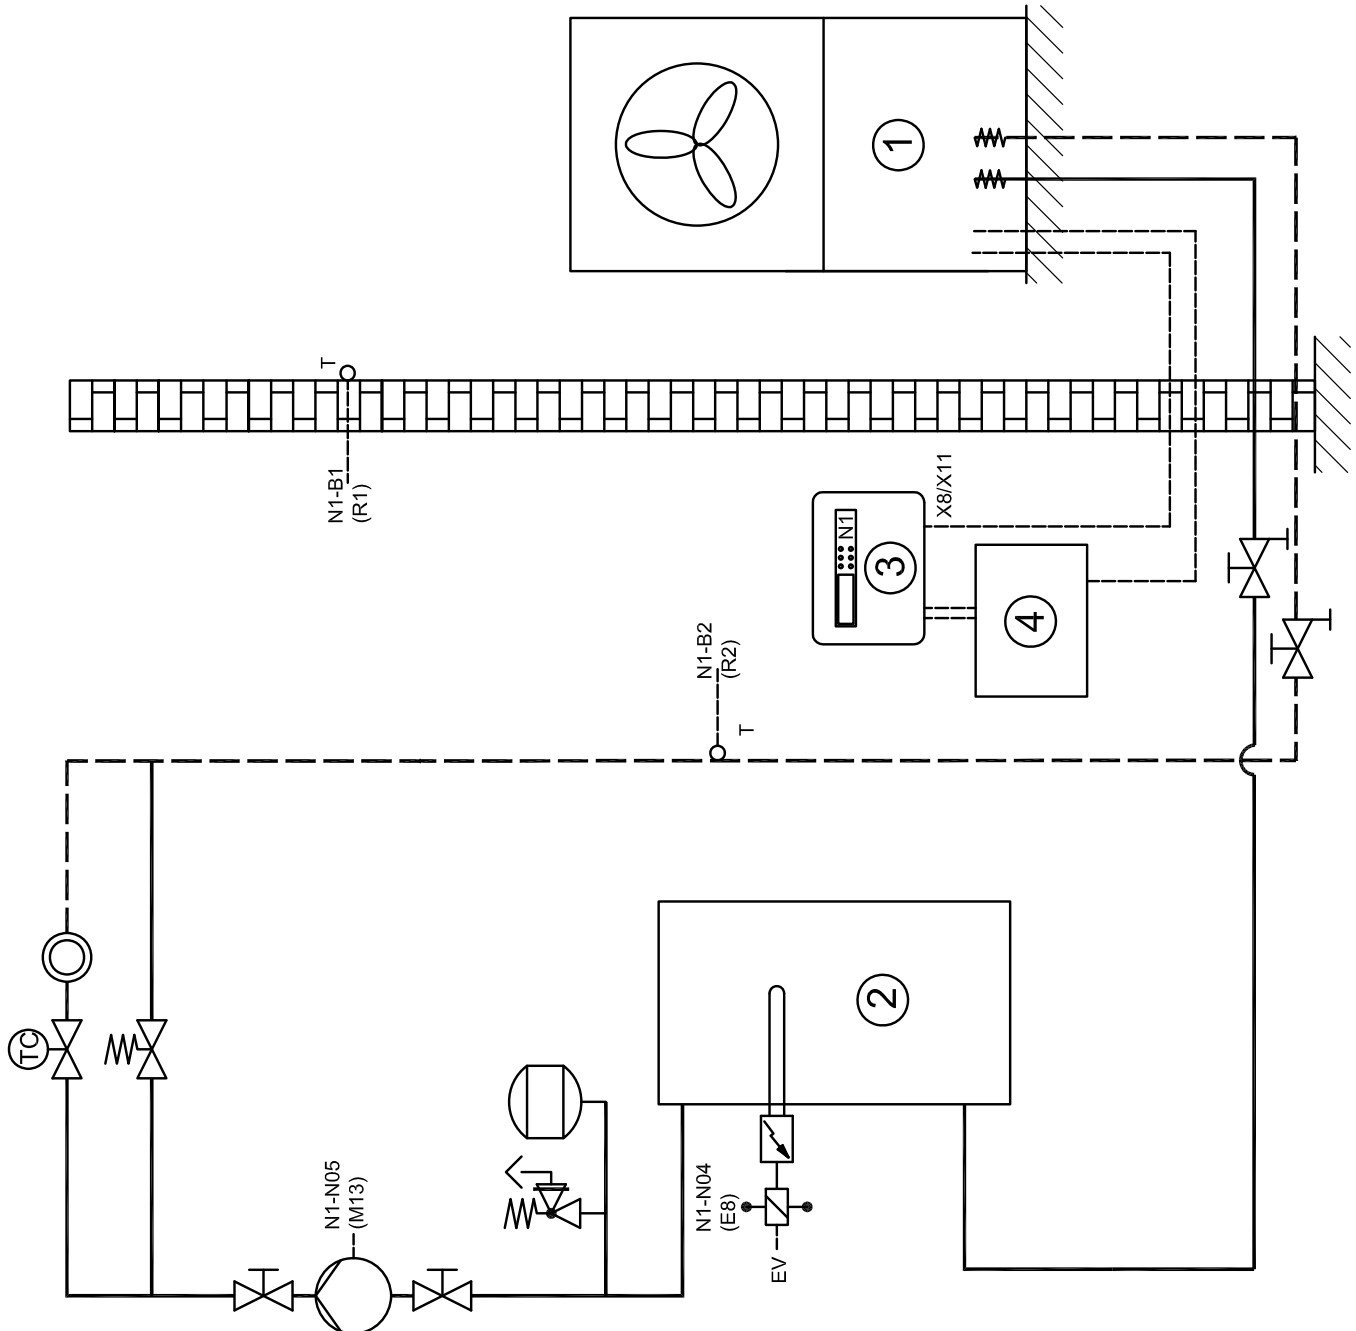 TC
N1-N05
(M13)
N1-B1
(R1)
T
N1-N04
(E8)
EV
2
N1-B2
(R2)
T
N1
3
X8/X11
4
1